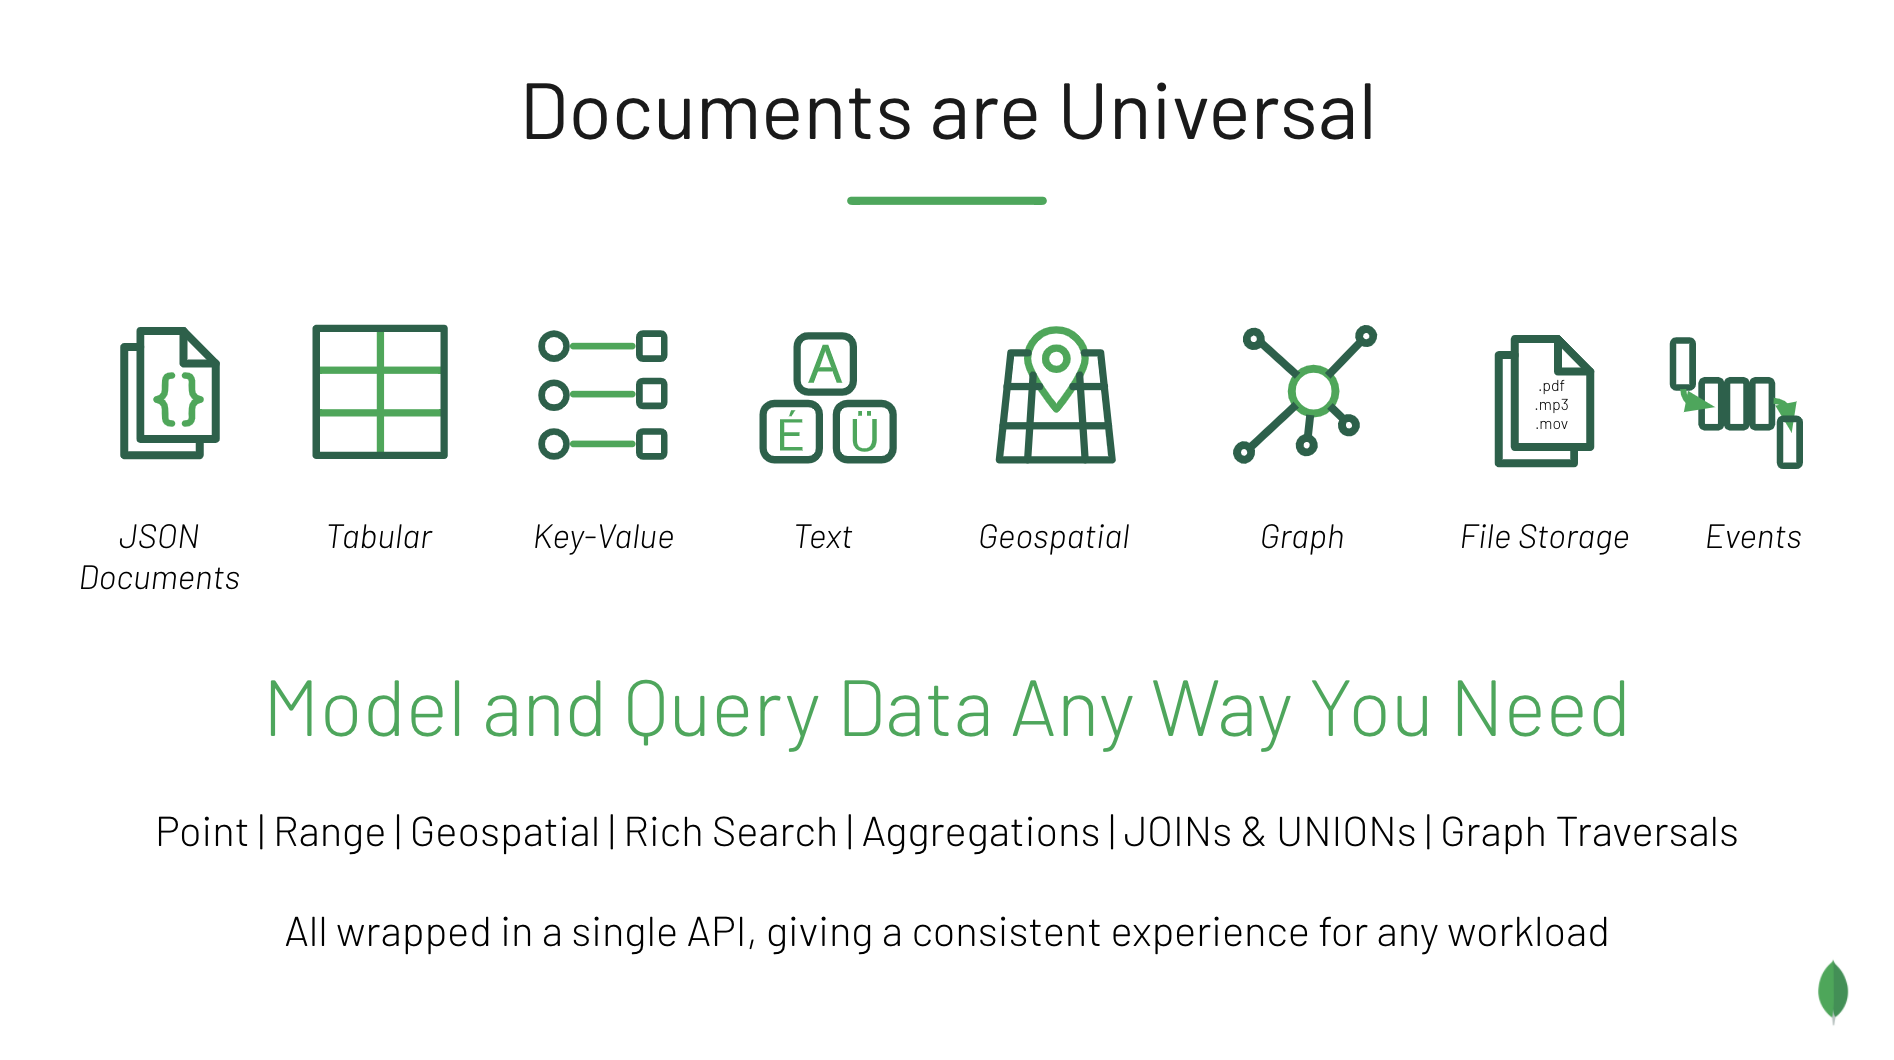 Documents are Universal
{}
A
É Ü
.pdf
.mp3
.mov
JSON
Documents
Tabular
Key-Value
Text
Geospatial
Graph
File Storage
Events
Model and Query Data Any Way You Need
Point | Range | Geospatial | Rich Search | Aggregations | JOINs & UNIONs | Graph Traversals
All wrapped in a single API, giving a consistent experience for any workload